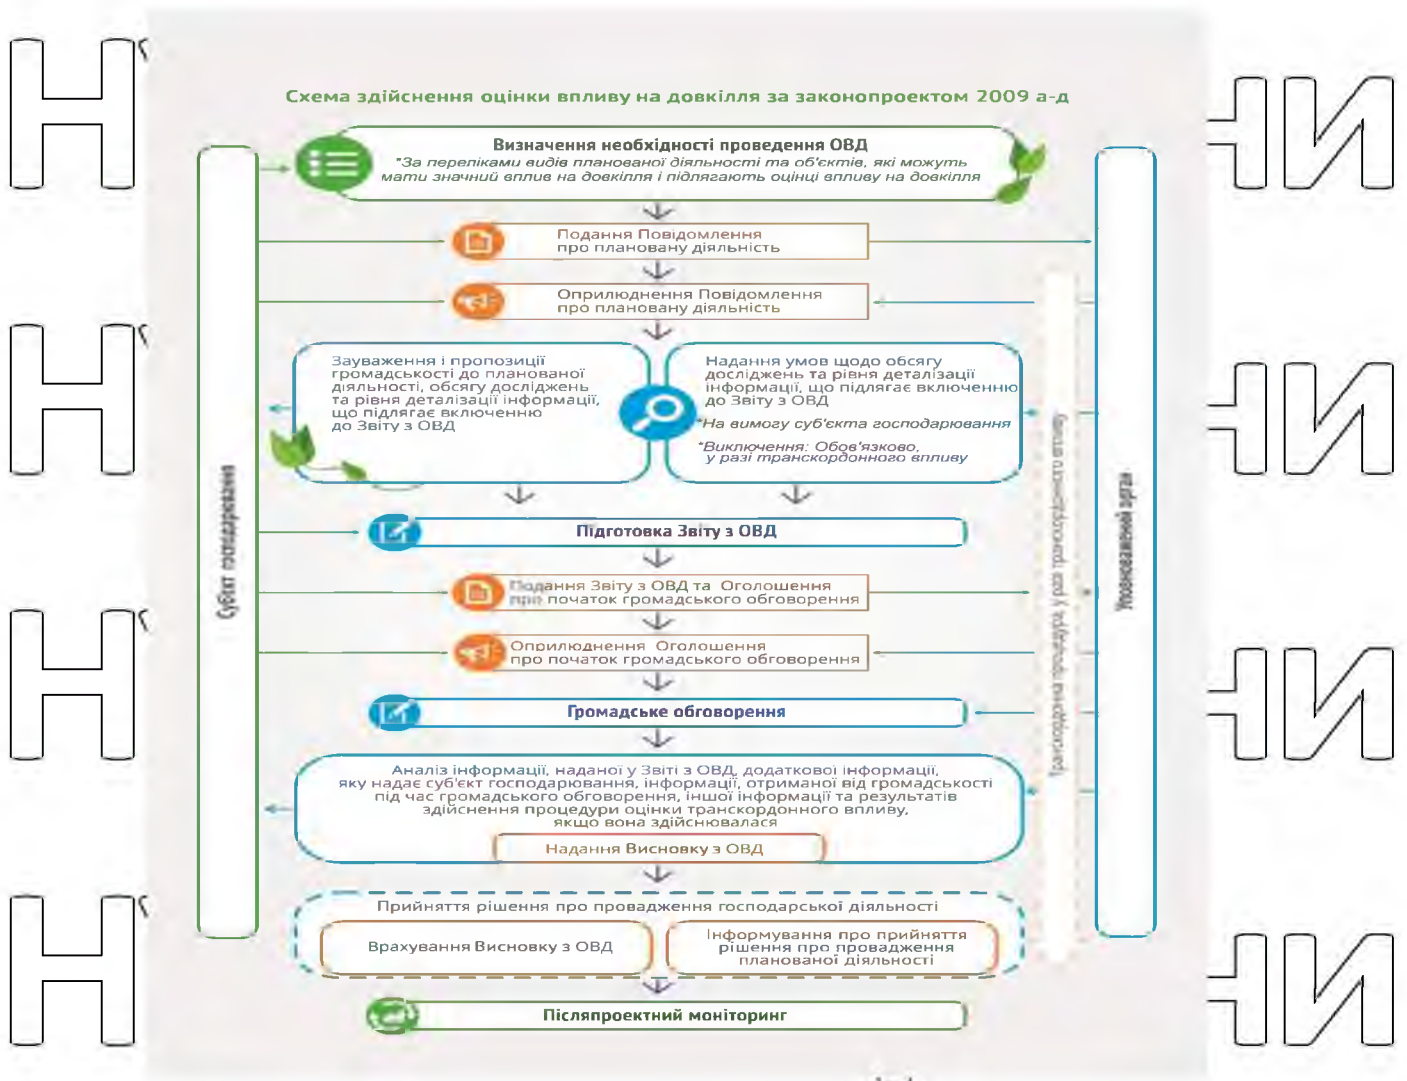 Схема здійснення оцінки впливу на довкілля за законопроектом 2009 а-д
Визначення необхідності проведення ОВД
*За переліками видів планованої діяльності та об'єктів, які можуть
мати значний вплив на довкілля і підлягають оцінці впливу на довкілля
Подання Повідомлення
про плановану діяльність
Оприлюднення Повідомлення
про плановану діяльність
Зауваження і пропозиції
громадськості до планованої
діяльності, обсягу досліджень
та рівня деталізації інформації,
що підлягає включенню
до Звіту з ОВД
Надання умов щодо обсягу
досліджень та рівня деталізації
інформації, що підлягає включенню
до Звіту з ОВД
*На вимогу суб'єкта господарювання
*Виключення: Обов'язково,
у разі транскордонного впливу
Підготовка Звіту з ОВД
Подання Звіту з ОВД та Оголошення
про початок громадського обговорення
Оприлюднення Оголошення
про початок громадського обговорення
Громадське обговорення
Аналіз інформації, наданої у Звіті з ОВД, додаткової інформації,
яку надає суб'єкт господарювання, інформації, отриманої від громадськості
під час громадського обговорення, іншої інформації та результатів
здійснення процедури оцінки транскордонного впливу,
якщо вона здійснювалася
Надання Висновку з ОВД
Прийняття рішення про провадження господарської діяльності
Врахування Висновку з ОВД
Інформування про прийняття
рішення про провадження
планованої діяльності
Післяпроектний моніторинг
Суб'єкт господарювання
Уповноважений орган
Н'
Н'
Н'
Н'
НИ
НИ
НИ
НИ